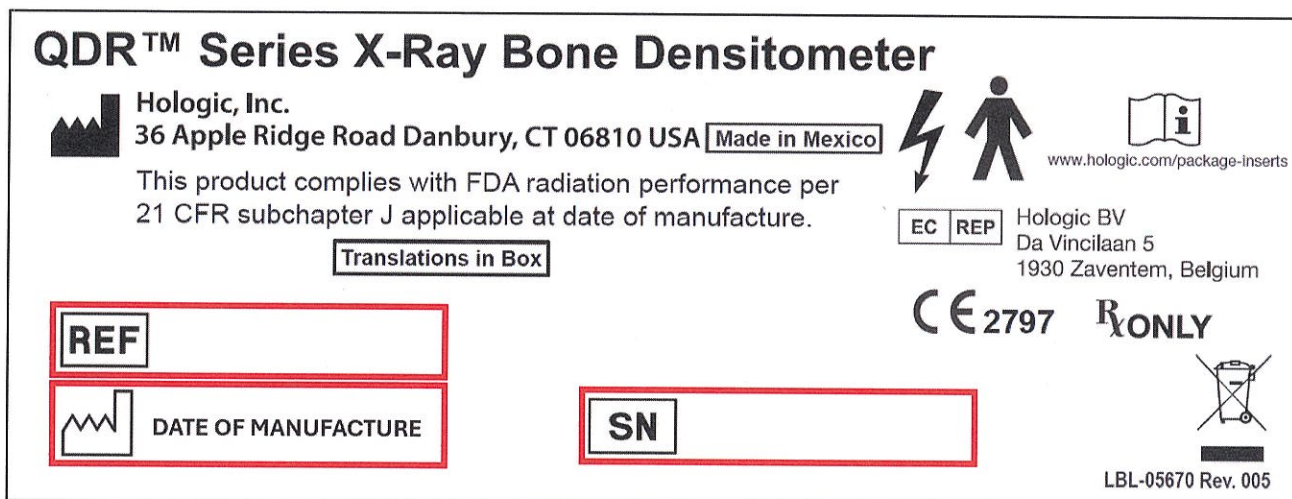 QDR™ Series X-Ray Bone Densitometer
Hologic, Inc.
36 Apple Ridge Road Danbury, CT 06810 USA Made in Mexico
This product complies with FDA radiation performance per
21 CFR subchapter J applicable at date of manufacture.
Translations in Box
i
www.hologic.com/package-inserts
EC REP
Hologic BV
Da Vincilaan 5
1930 Zaventem, Belgium
CE 2797
Rx ONLY
REF
DATE OF MANUFACTURE
SN
LBL-05670 Rev. 005